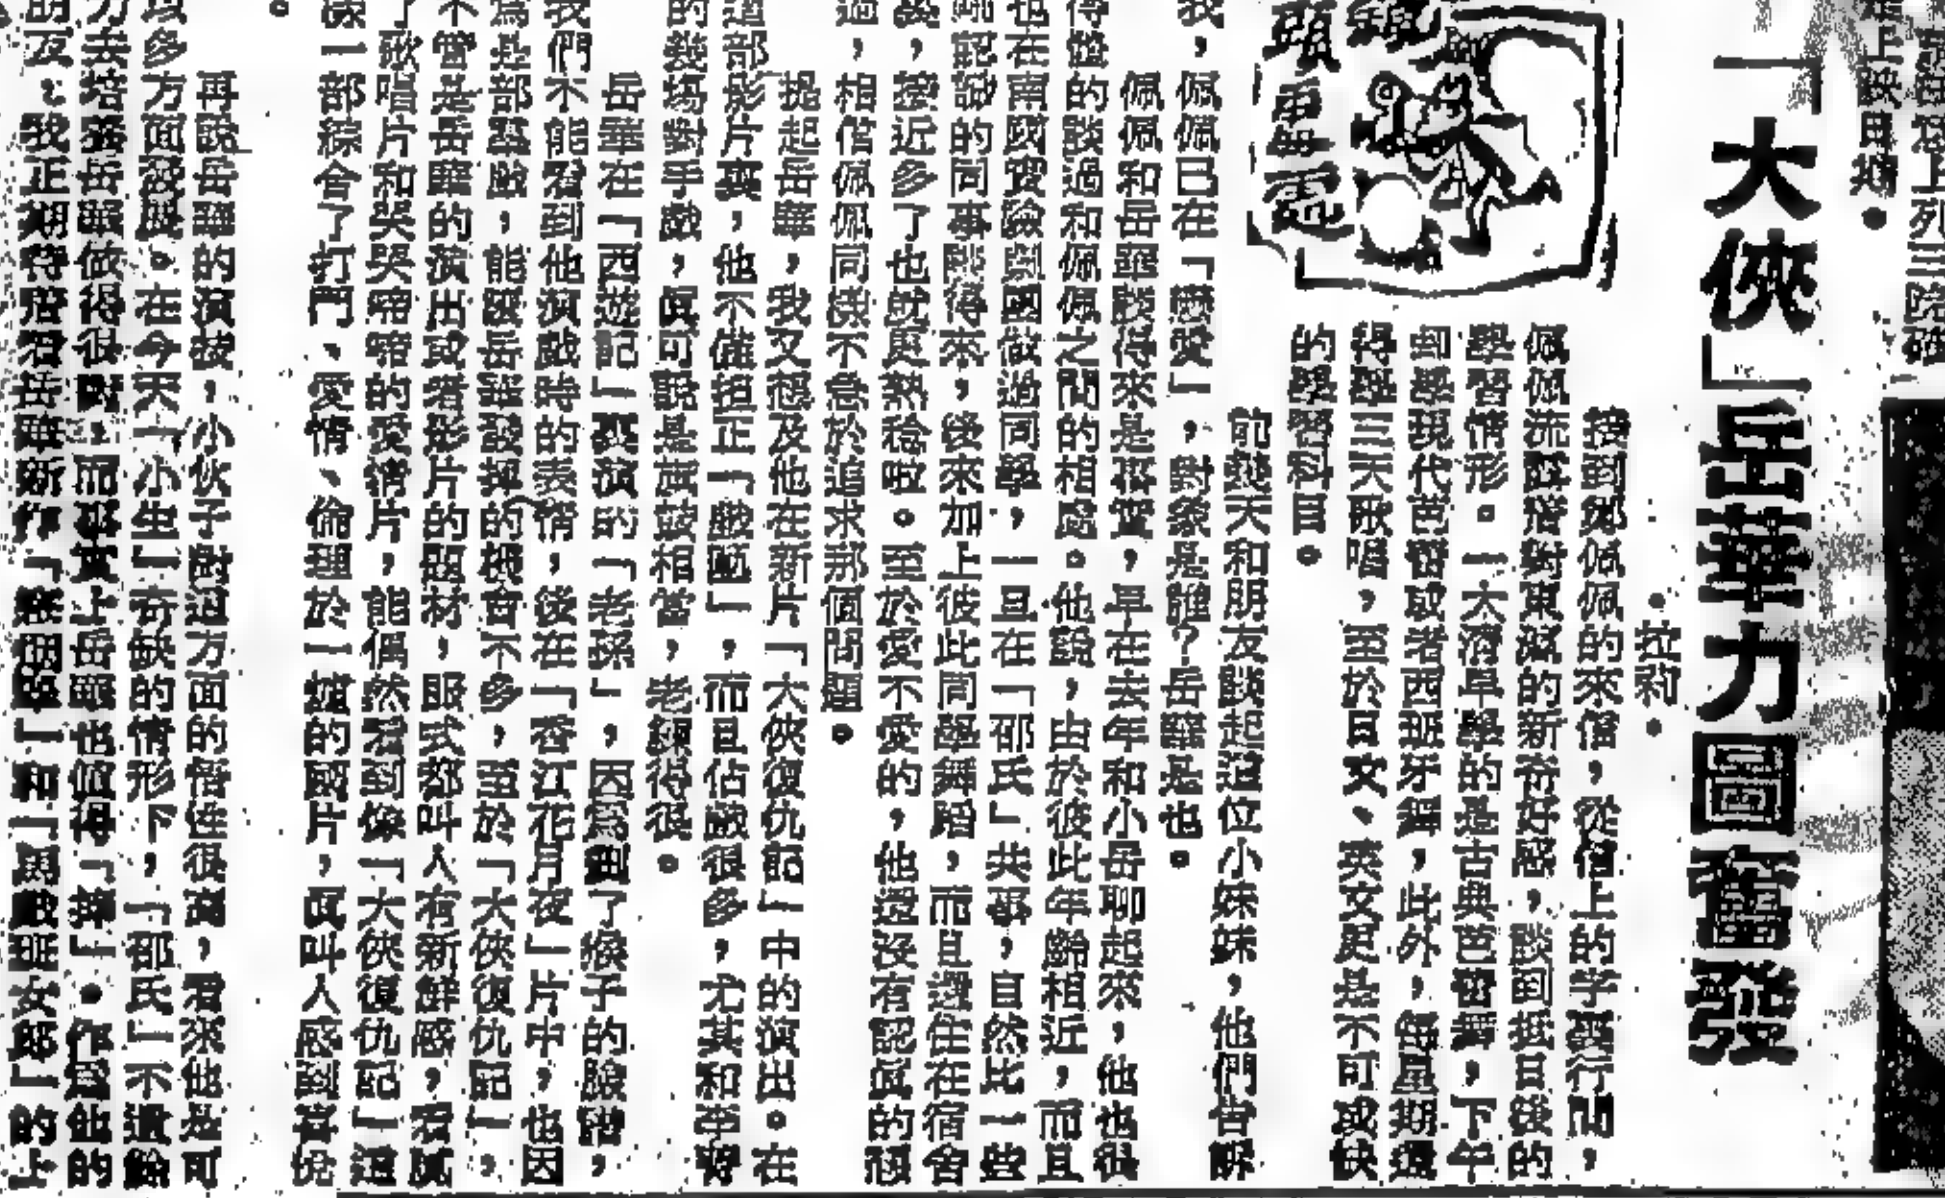 「大俠」岳華力圖奮發
•拉莉•
接到鄭佩佩的來信,從信上的字裏行間,
佩佩流露着對東瀛的新奇好感,談到抵日後的
學習情形。一大清早學的是古典芭蕾舞,下午
則學現代芭蕾或者西班牙舞,此外,每星期還
得學三天歌唱,至於日文、英文更是不可或缺
的學習科目。
前幾天和朋友談起這位小妹妹,他們告訴
我,佩佩已在「戀愛」,對象是誰?岳華是也。
佩佩和岳華談得來是事實,早在去年和小岳聊起來,他也很
得體的談過和佩佩之間的相處。他說,由於彼此年齡相近,而且
也在南國實驗劇團做過同學,一旦在「邵氏」共事,自然比一些
剛認識的同事談得來,後來加上彼此同學舞蹈,而且還住在宿舍
,接近多了也就更熟稔啦。至於愛不愛的,他還沒有認真的想
過,相信佩佩同樣不急於追求那個問題。
提起岳華,我又想及他在新片「大俠復仇記」中的演出。在
這部影片裏,他不僅担正「戲匭」,而且佔戲很多,尤其和李
的幾場對手戲,眞可說是旗鼓相當,老練得很。
岳華在「西遊記」裏演的「老孫」,因爲劃了猴子的臉譜,
我們不能看到他演戲時的表情,後在「香江花月夜」片中,也因
爲是部羣戲,能讓岳華發揮的機會不多,至於「大俠復仇記」,
不管是岳華的演出或者影片的題材,眼式都叫人有新鮮感,看膩
了歌唱片和哭哭啼啼的愛情片,能偶然看到像「大俠復仇記」這
樣一部綜合了打鬥、愛情、倫理於一爐的國片,眞叫人感到喜悅
。
再說岳華的演技,小伙子對這方面的悟性很高,看來他是可
以多方面發展。在今天「小生」奇缺的情形下,「邵氏」不遺餘
力去培養岳華做得很對,而事實上岳華也值得「捧」。作爲他的
朋友,我正期待着岳華新作「」和「女郎」的上